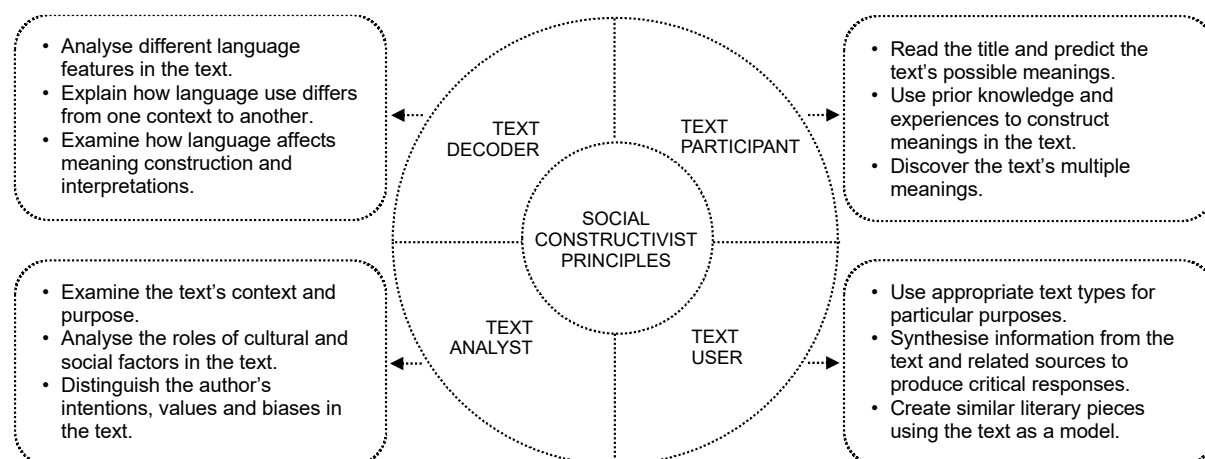 • Analyse different language
features in the text.
• Explain how language use differs
from one context to another.
• Examine how language affects
meaning construction and
interpretations.
TEXT
DECODER
TEXT
PARTICIPANT
• Read the title and predict the
text's possible meanings.
• Use prior knowledge and
experiences to construct
meanings in the text.
• Discover the text's multiple
meanings.
SOCIAL
CONSTRUCTIVIST
PRINCIPLES
• Examine the text's context and
purpose.
• Analyse the roles of cultural and
social factors in the text.
• Distinguish the author's
intentions, values and biases in
the text.
TEXT
ANALYST
TEXT
USER
• Use appropriate text types for
particular purposes.
• Synthesise information from the
text and related sources to
produce critical responses.
• Create similar literary pieces
using the text as a model.